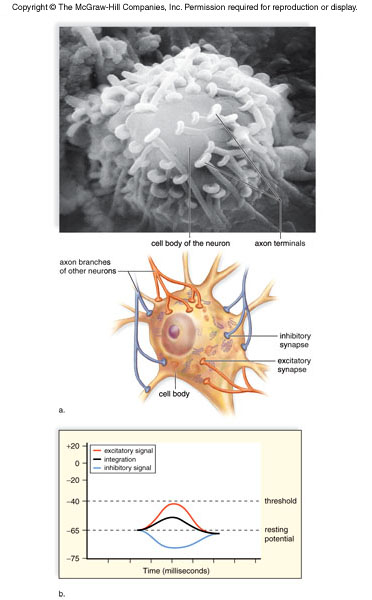 Copyright © The McGraw-Hill Companies, Inc. Permission required for reproduction or display.
cell body of the neuron
axon terminals
axon branches
of other neurons
inhibitory
synapse
excitatory
synapse
cell body
a.
+20
0
−20
−40
−65
−75
excitatory signal
integration
inhibitory signal
threshold
resting
potential
Time (milliseconds)
b.